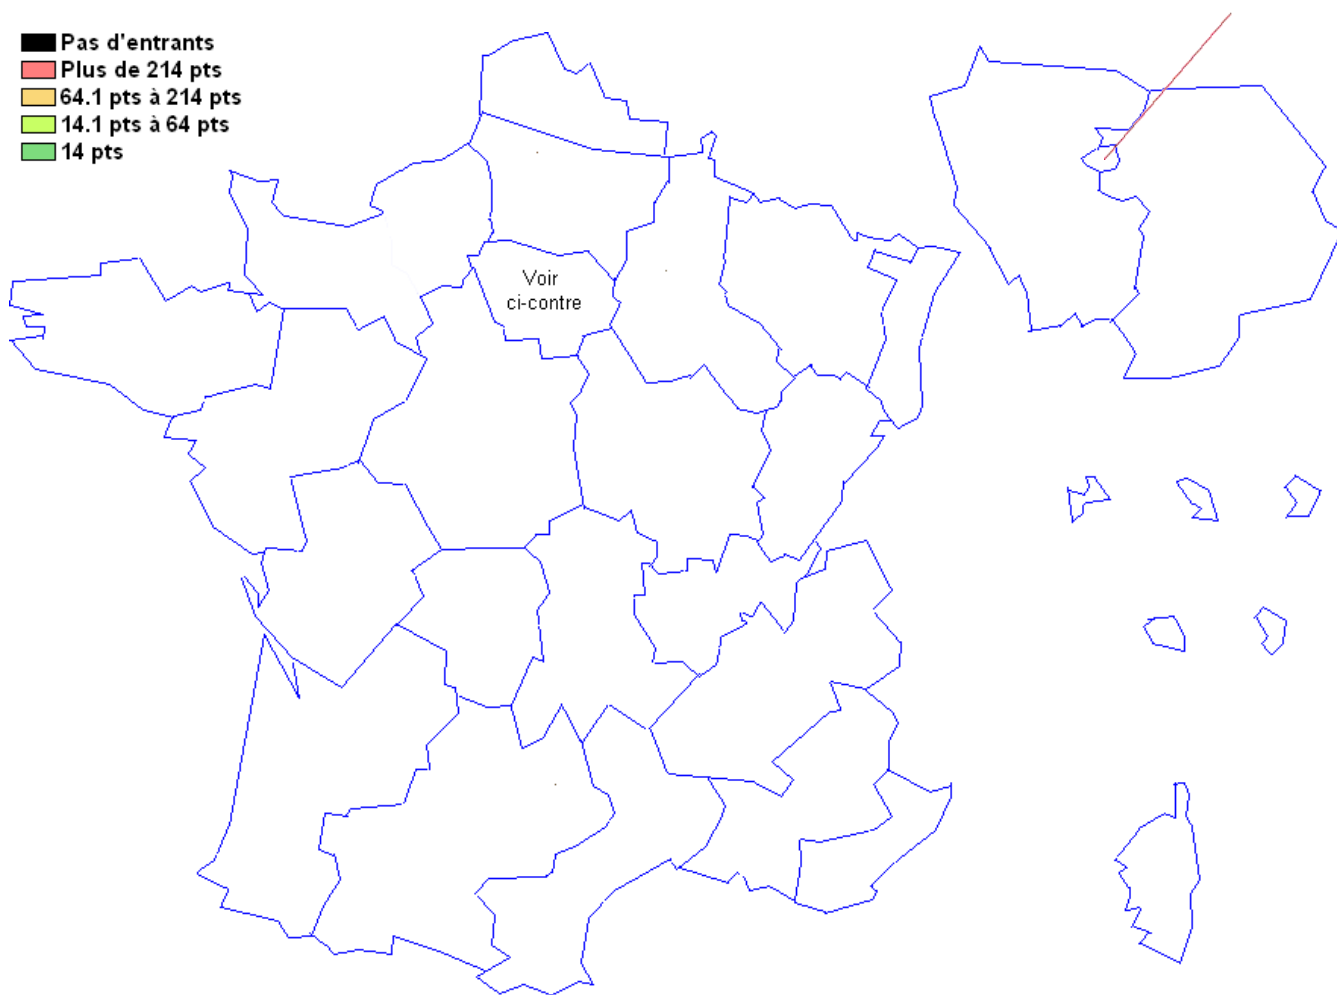 Pas d'entrants
Plus de 214 pts
64.1 pts à 214 pts
14.1 pts à 64 pts
14 pts
Voir
ci-contre